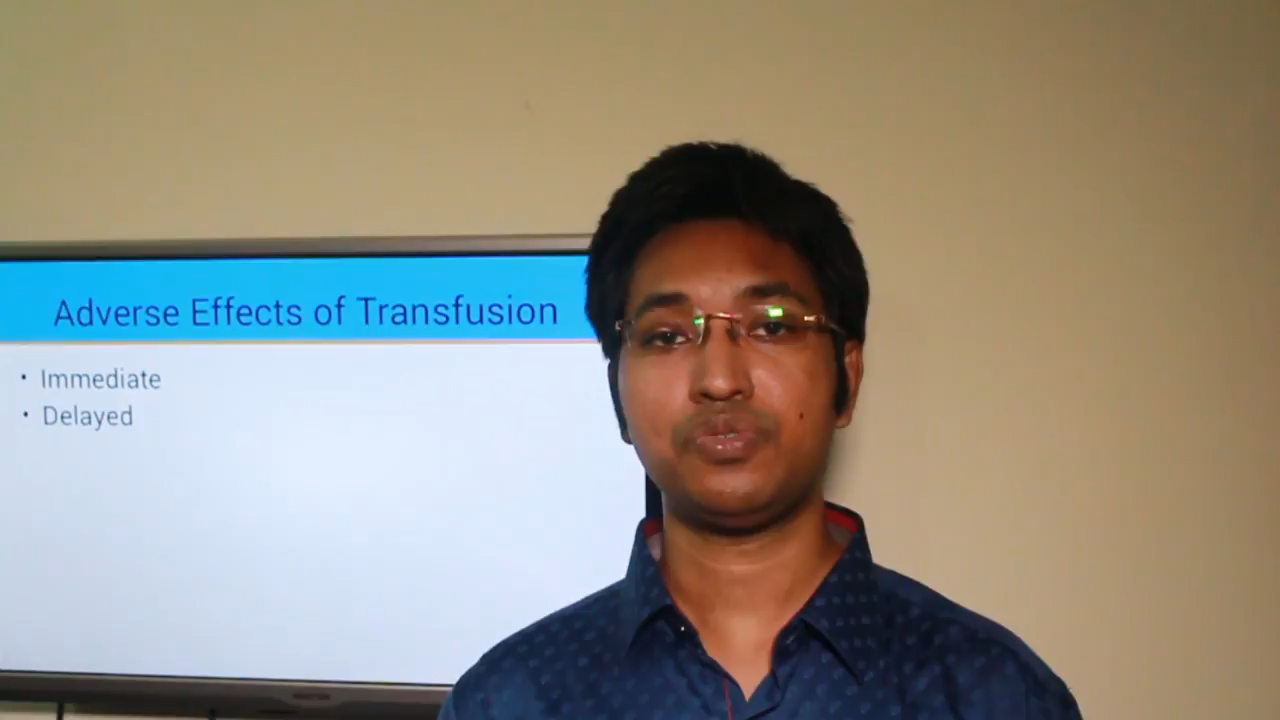 Adverse Effects of Transfusion
• Immediate
• Delayed